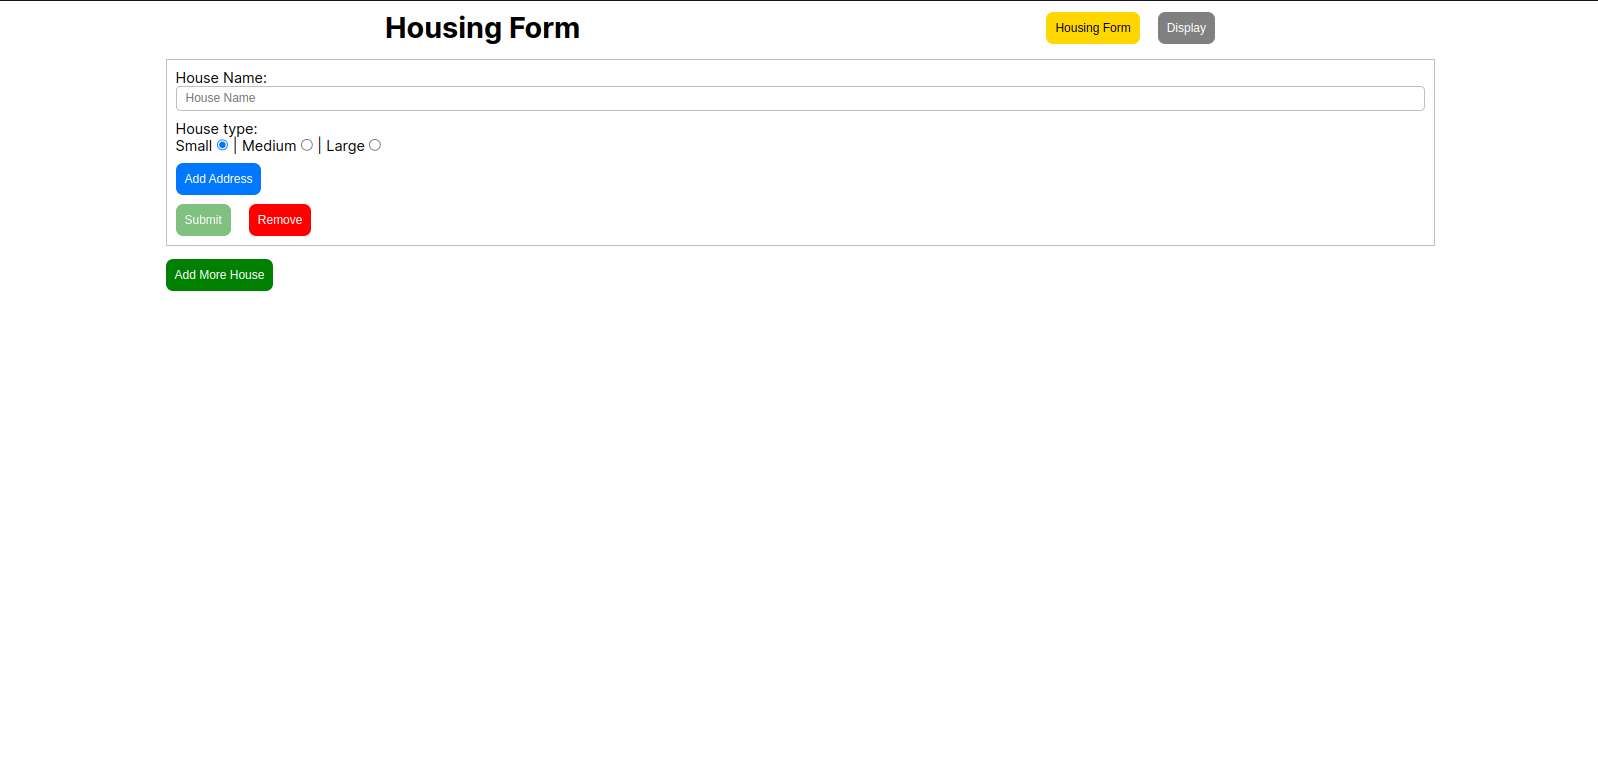 Housing Form
Housing Form Display
House Name:
House Name
House type:
Small | Medium | Large
Add Address
Submit Remove
Add More House